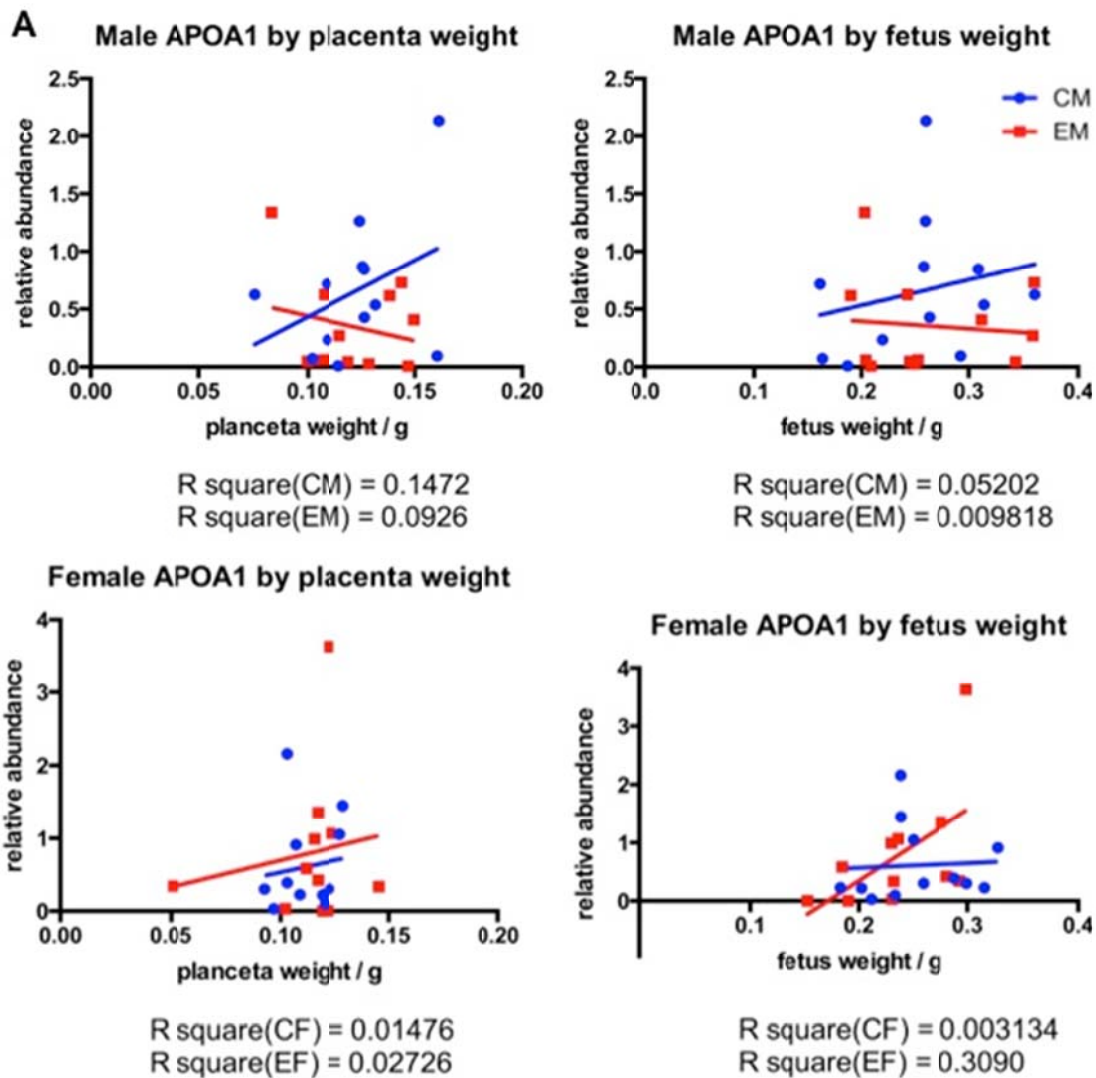 A
Male APOA1 by placenta weight
2.5
2.0
1.5
1.0
0.5
0.0
relative abundance
0.00 0.05 0.10 0.15 0.20
planceta weight / g
R square(CM) = 0.1472
R square(EM) = 0.0926
Male APOA1 by fetus weight
CM
EM
2.5
2.0
1.5
1.0
0.5
0.0
relative abundance
0.0 0.1 0.2 0.3 0.4
fetus weight / g
R square(CM) = 0.05202
R square(EM) = 0.009818
Female APOA1 by placenta weight
4
3
2
1
0
relative abundance
0.00 0.05 0.10 0.15 0.20
planceta weight / g
R square(CF) = 0.01476
R square(EF) = 0.02726
Female APOA1 by fetus weight
4
3
2
1
0
relative abundance
0.1 0.2 0.3 0.4
fetus weight / g
R square(CF) = 0.003134
R square(EF) = 0.3090